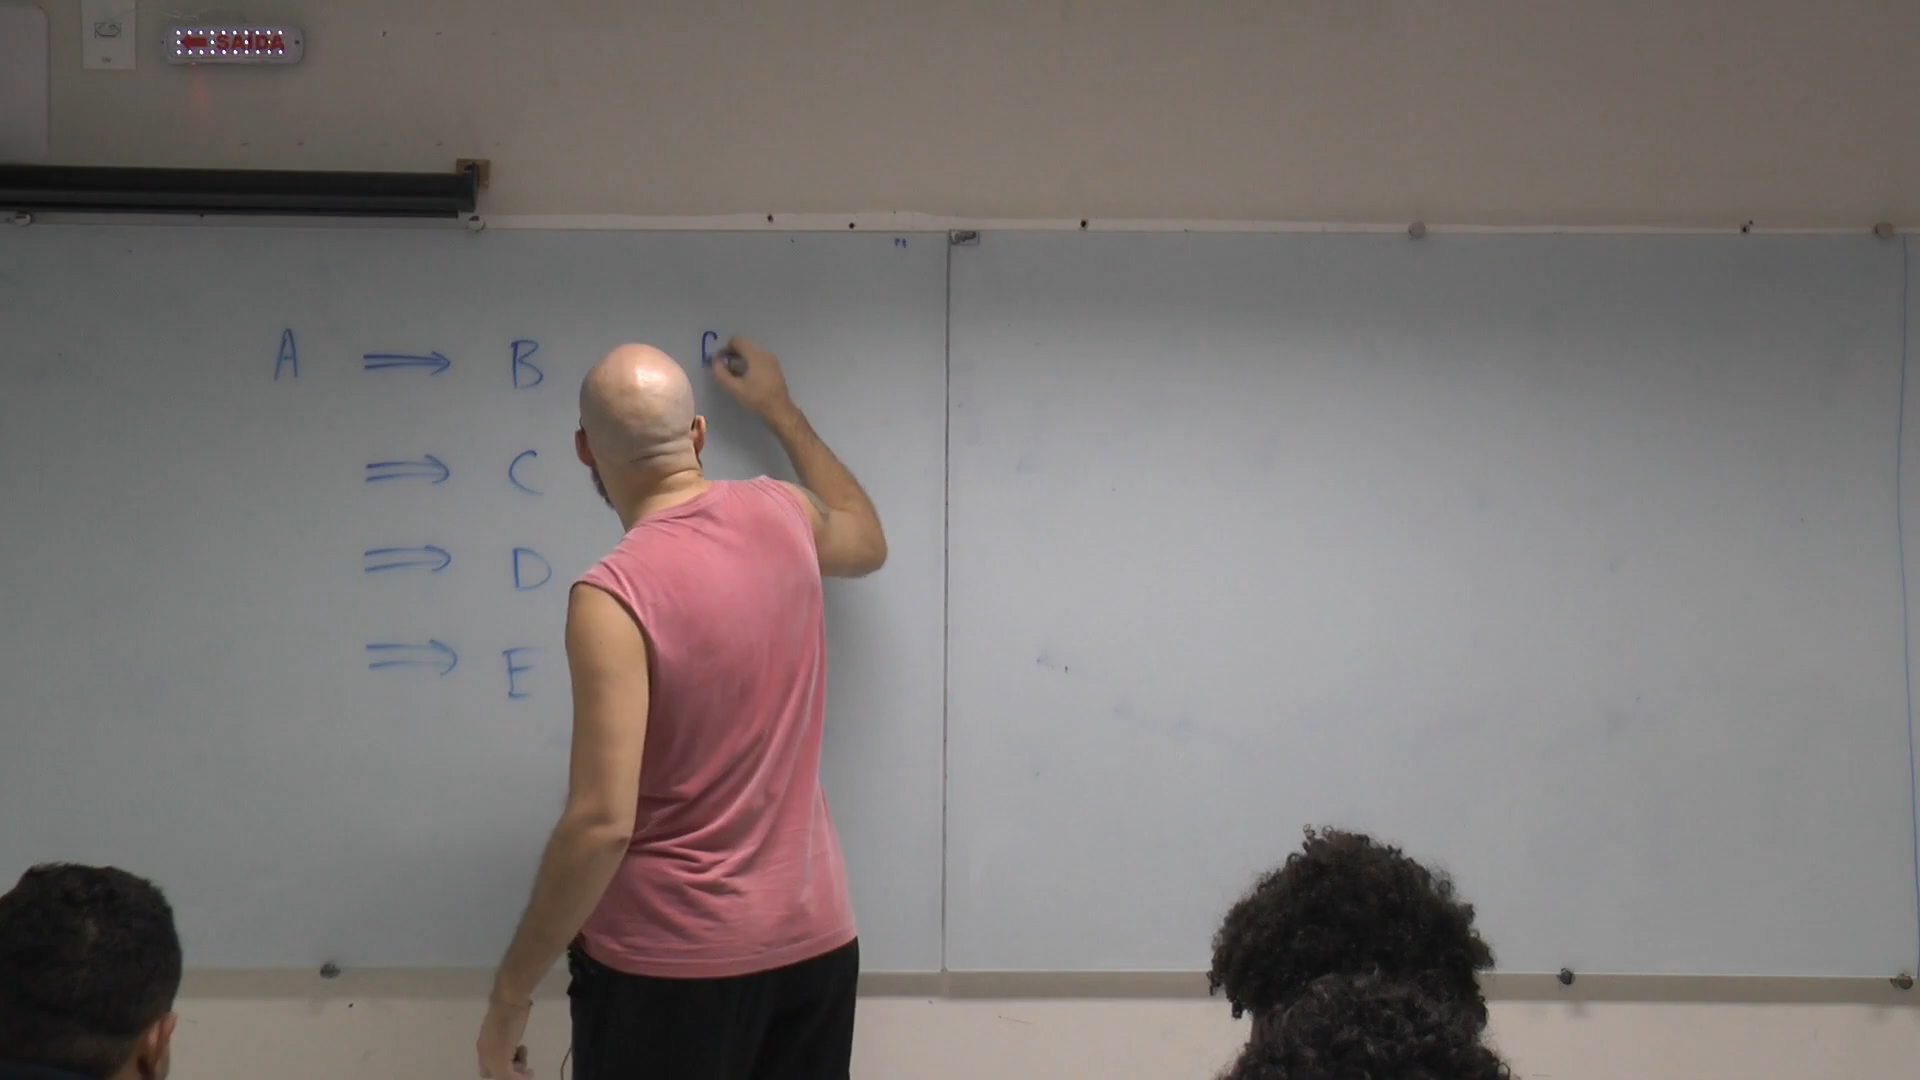 SAÍDA
A ⇒ B
⇒ C
⇒ D
⇒ E